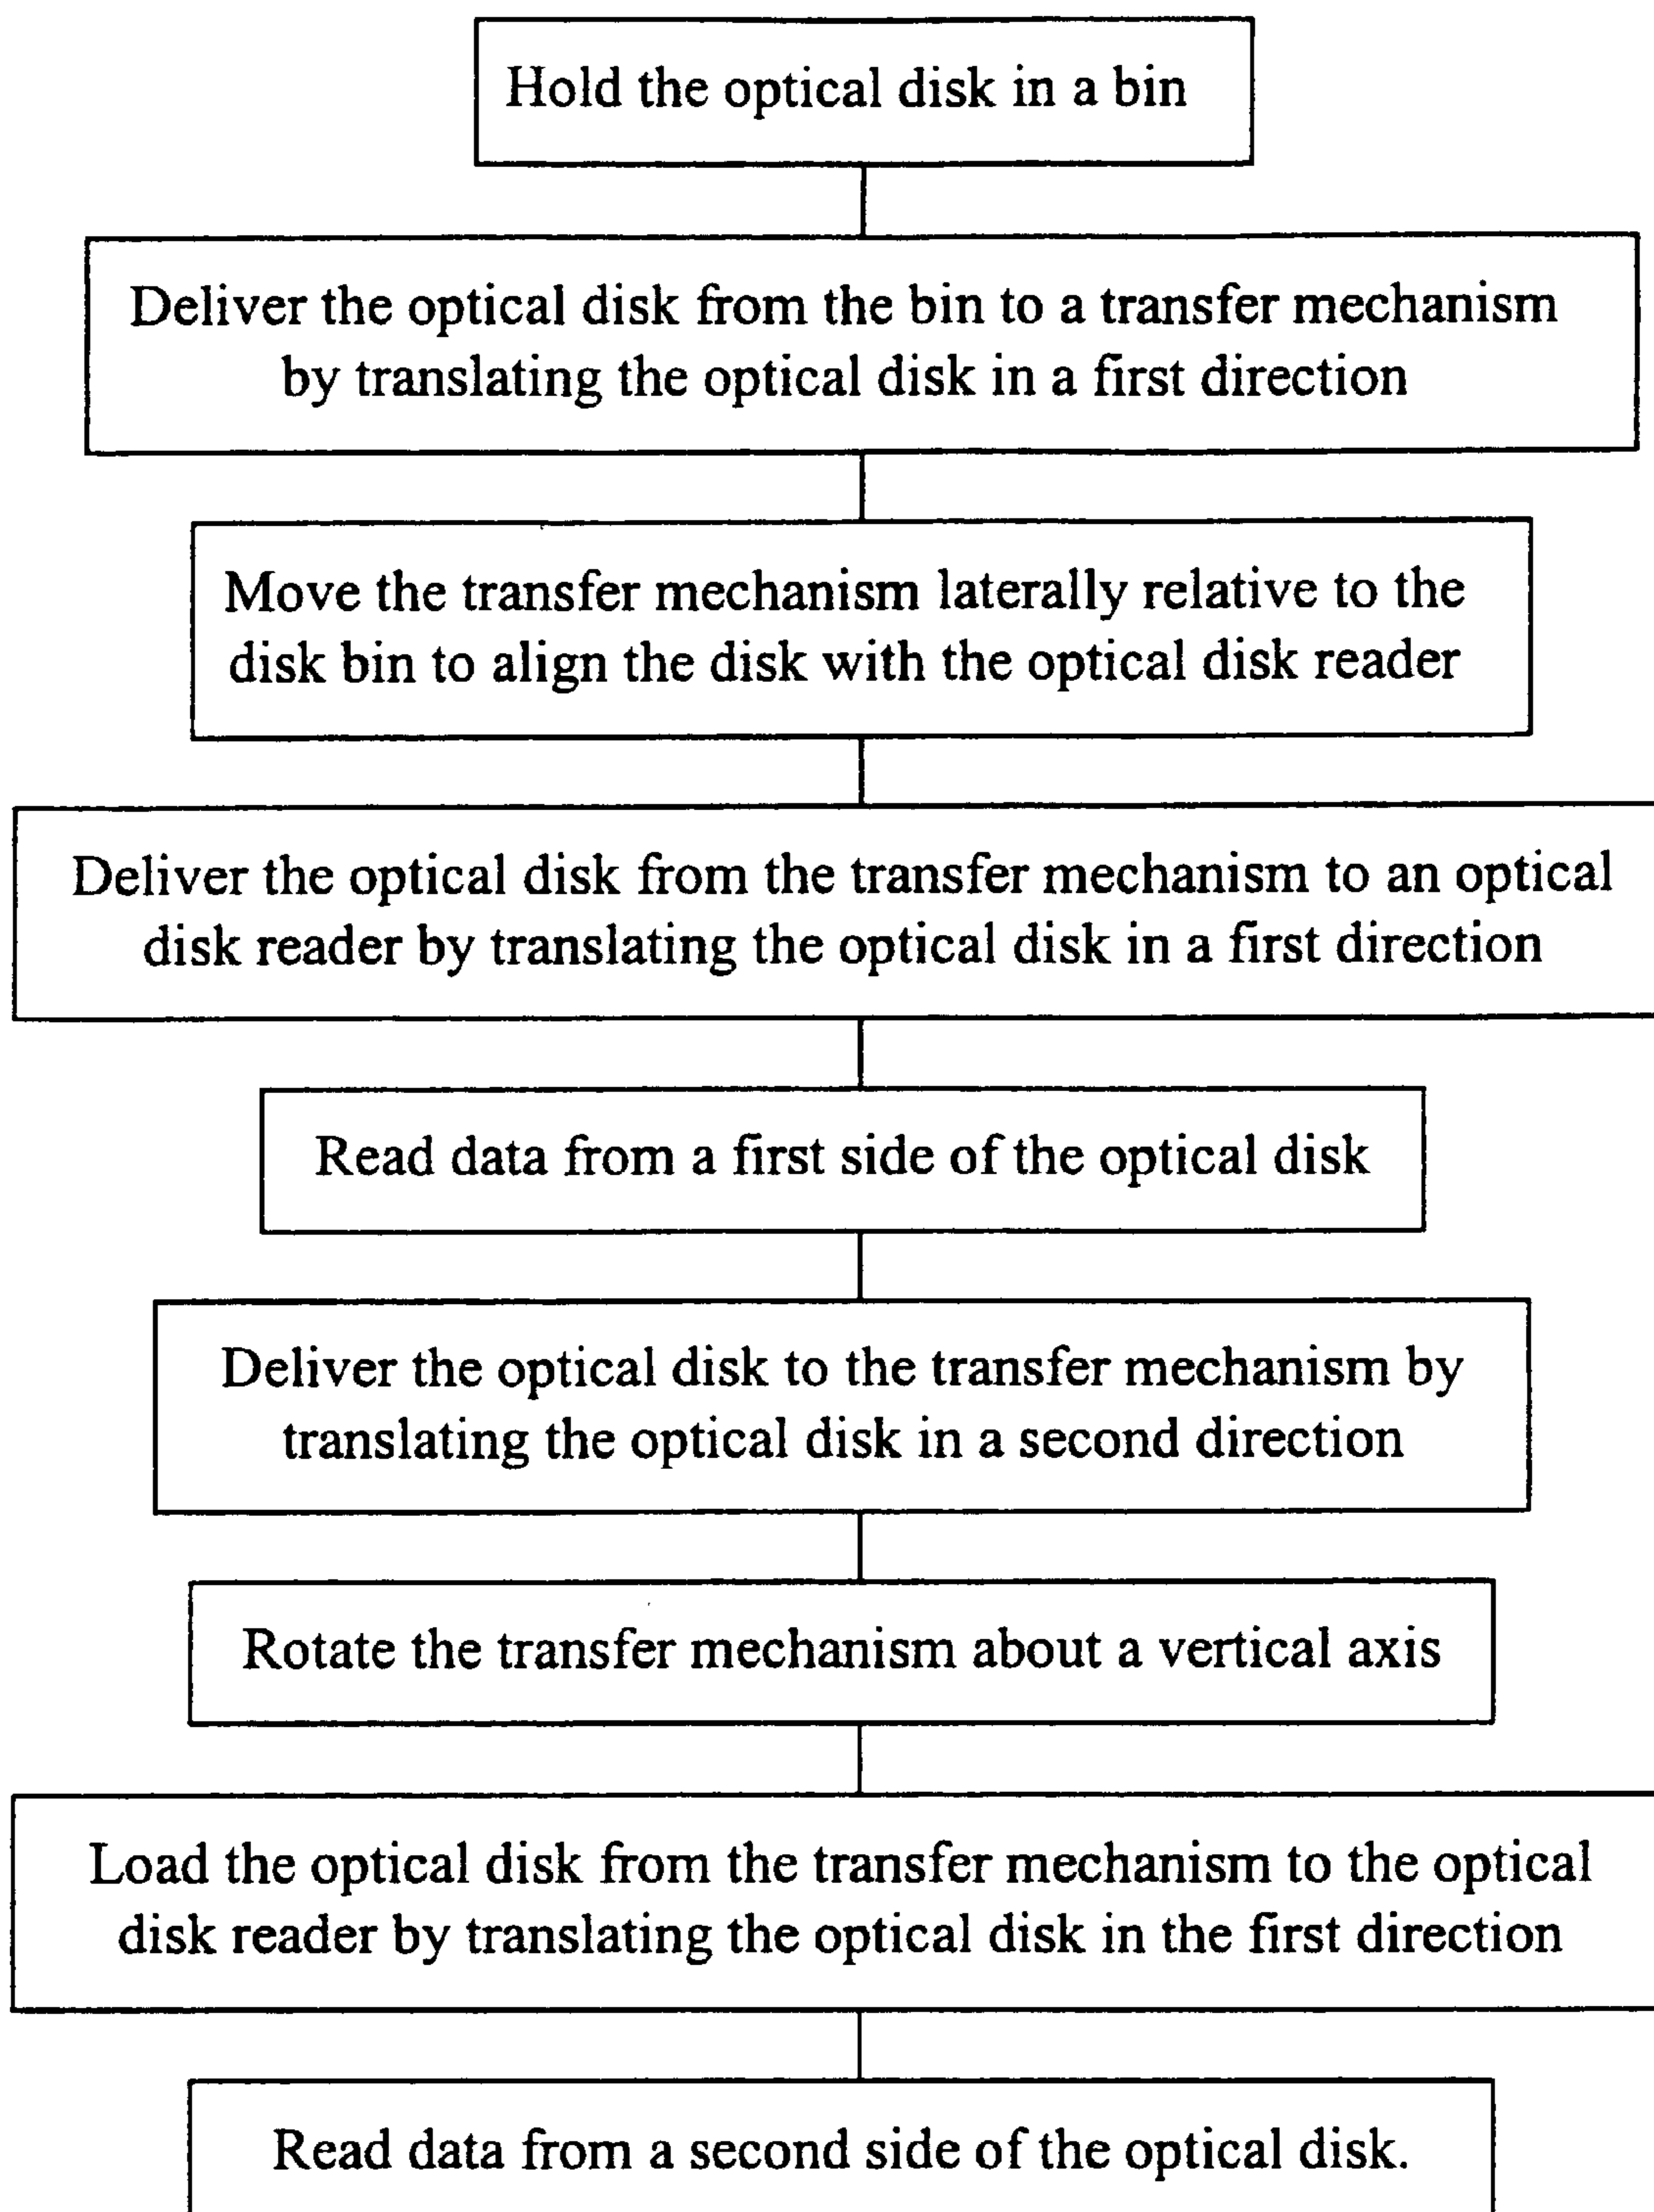 Hold the optical disk in a bin
Deliver the optical disk from the bin to a transfer mechanism
by translating the optical disk in a first direction
Move the transfer mechanism laterally relative to the
disk bin to align the disk with the optical disk reader
Deliver the optical disk from the transfer mechanism to an optical
disk reader by translating the optical disk in a first direction
Read data from a first side of the optical disk
Deliver the optical disk to the transfer mechanism by
translating the optical disk in a second direction
Rotate the transfer mechanism about a vertical axis
Load the optical disk from the transfer mechanism to the optical
disk reader by translating the optical disk in the first direction
Read data from a second side of the optical disk.